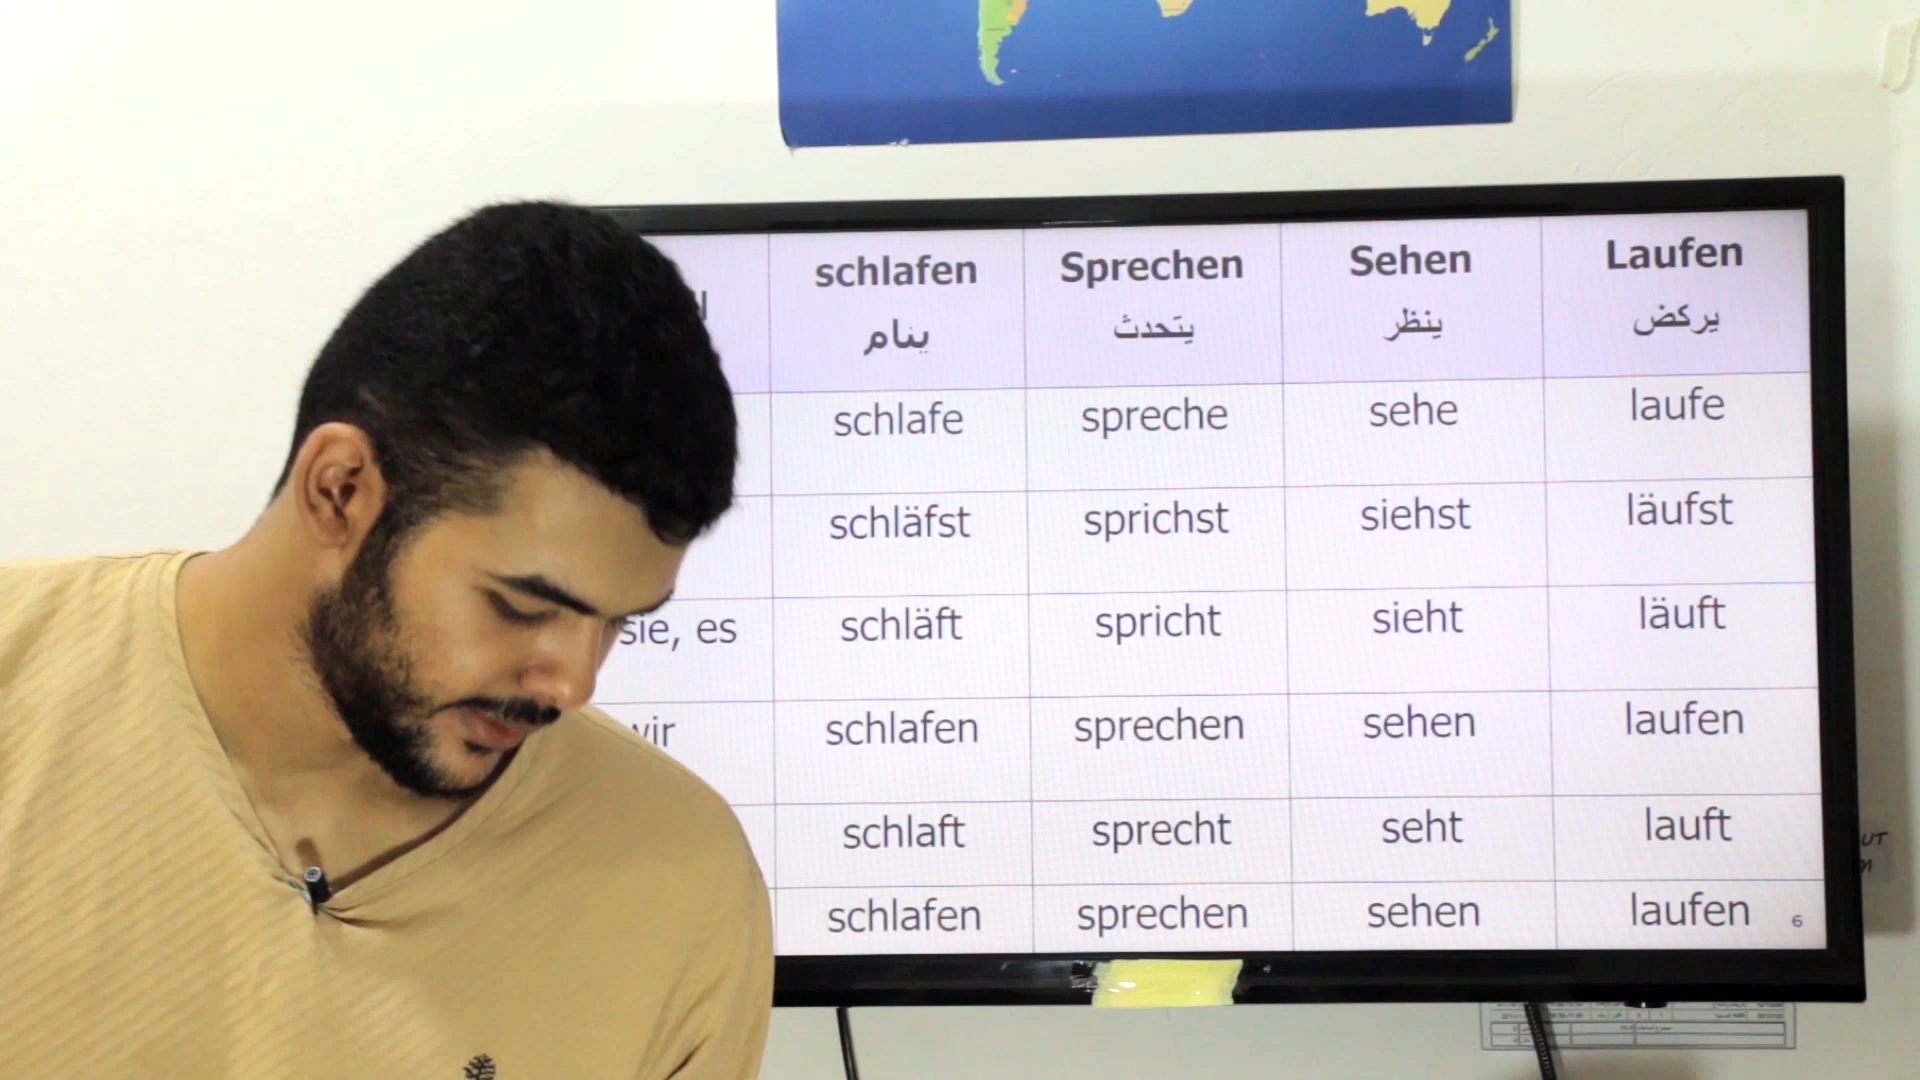 schlafen Sprechen Sehen Laufen
ينام يتحدث ينظر يركض
schlafe spreche sehe laufe
schläfst sprichst siehst läufst
sie, es schläft spricht sieht läuft
wir schlafen sprechen sehen laufen
schlaft sprecht seht lauft
schlafen sprechen sehen laufen
6